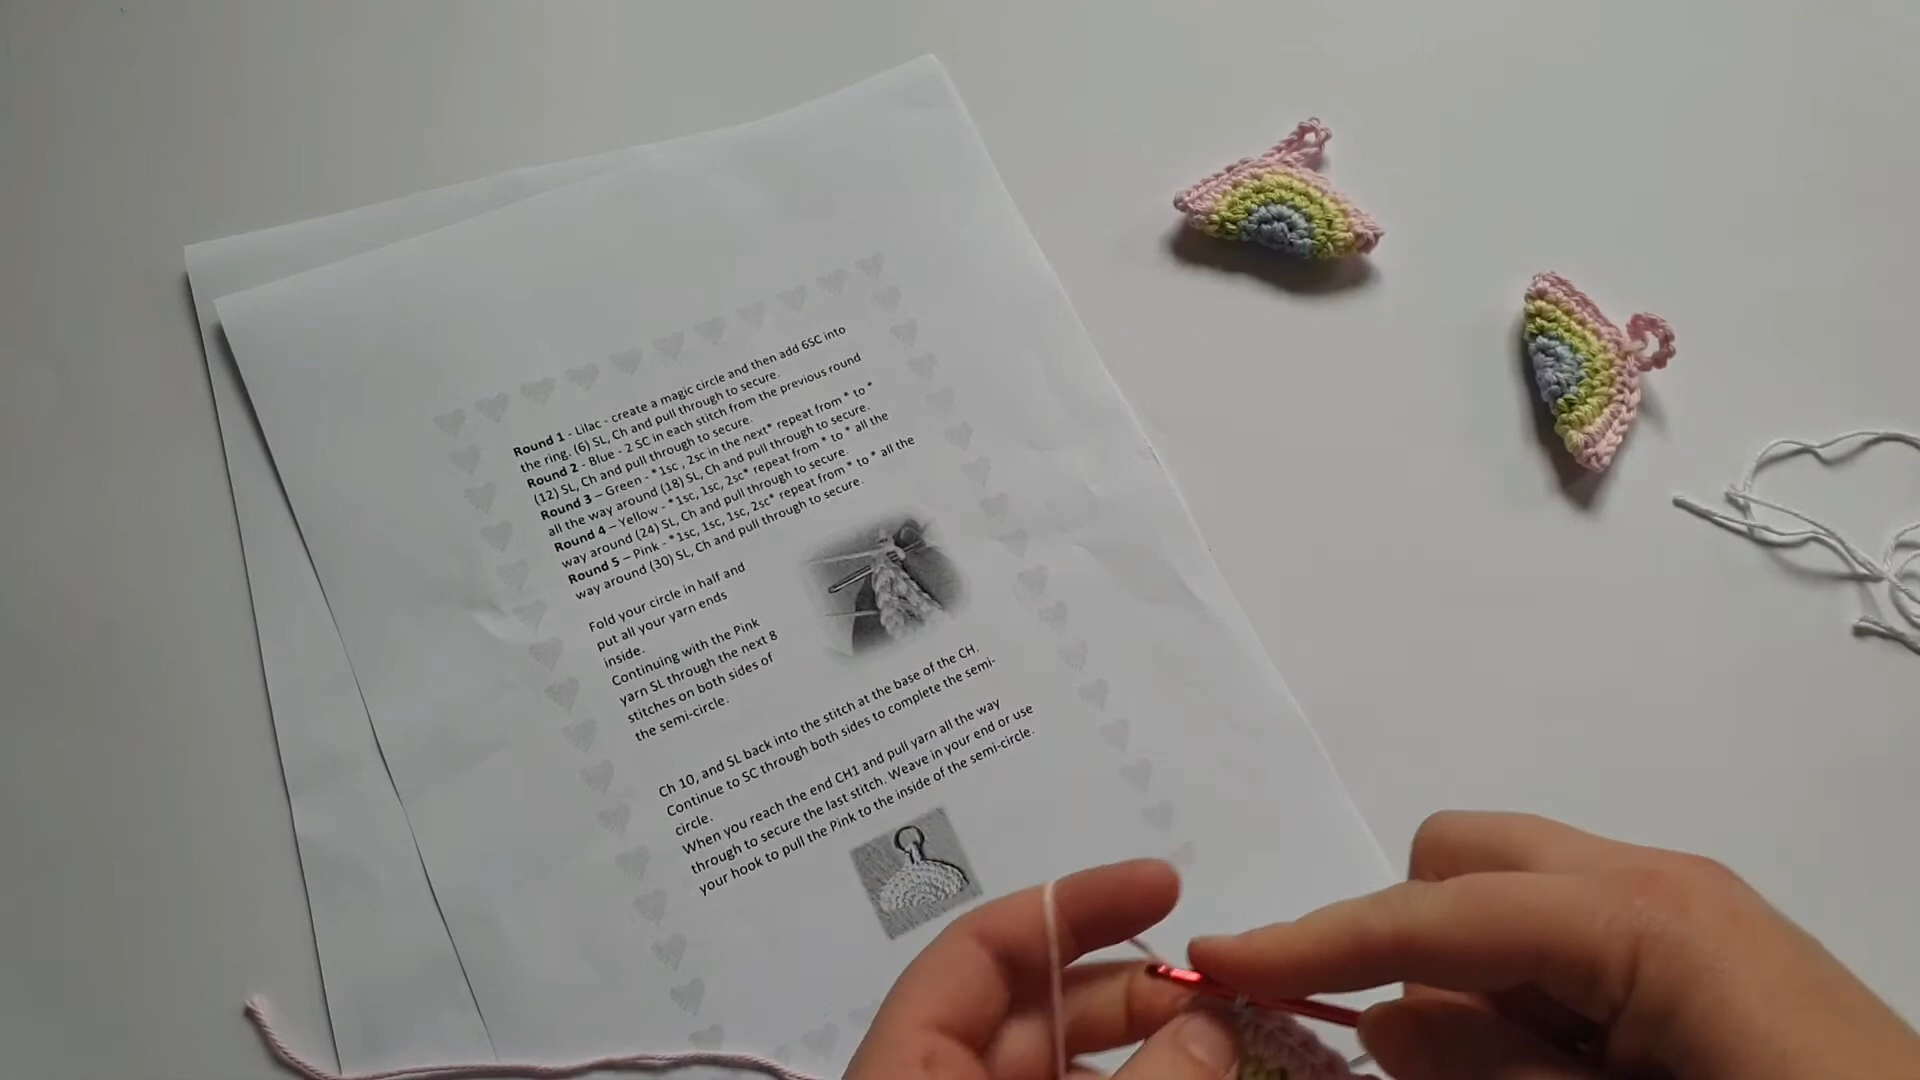 Round 1 - Lilac - create a magic circle and then add 6SC into
the ring. (6) SL, Ch and pull through to secure.
Round 2 - Blue - 2 SC in each stitch from the previous round
(12) SL, Ch and pull through to secure.
Round 3 – Green - *1sc , 2sc in the next* repeat from * to *
all the way around (18) SL, Ch and pull through to secure.
Round 4 – Yellow - *1sc, 1sc, 2sc* repeat from * to * all the
way around (24) SL, Ch and pull through to secure.
Round 5 – Pink - *1sc, 1sc, 1sc, 2sc* repeat from * to * all the
way around (30) SL, Ch and pull through to secure.
Fold your circle in half and
put all your yarn ends
inside.
Continuing with the Pink
yarn SL through the next 8
stitches on both sides of
the semi-circle.
Ch 10, and SL back into the stitch at the base of the CH.
Continue to SC through both sides to complete the semi-
circle.
When you reach the end CH1 and pull yarn all the way
through to secure the last stitch. Weave in your end or use
your hook to pull the Pink to the inside of the semi-circle.